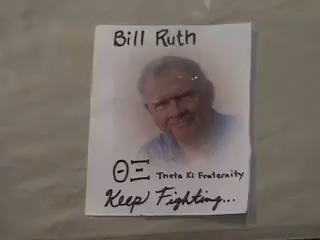 Bill Ruth
ΘΞ Theta Xi Fraternity
Keep Fighting...